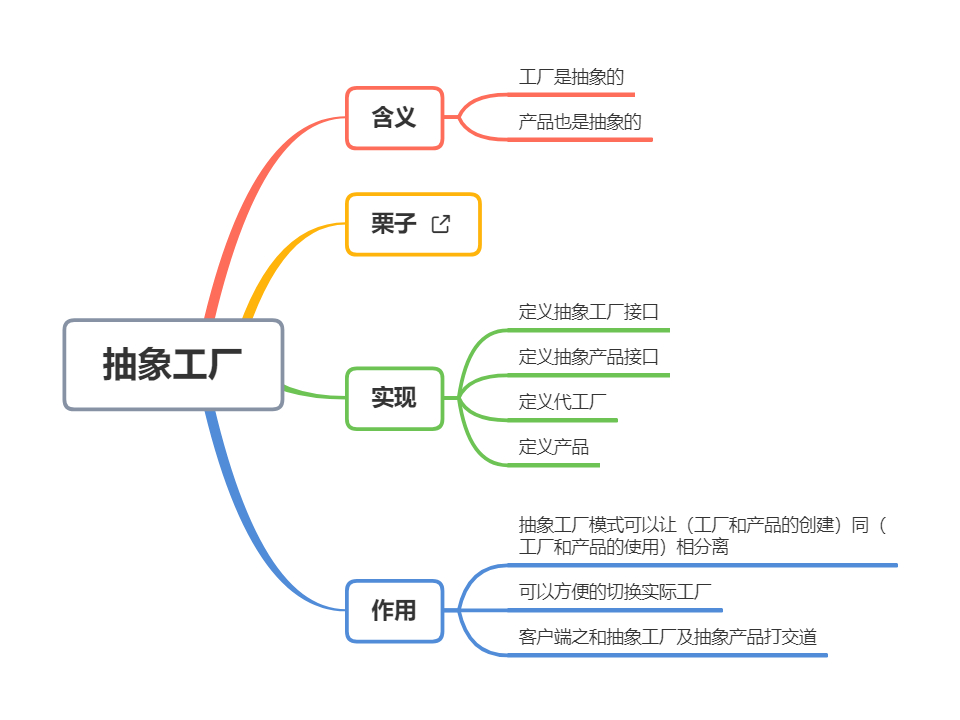 抽象工厂
含义
工厂是抽象的
产品也是抽象的
栗子
实现
定义抽象工厂接口
定义抽象产品接口
定义代工厂
定义产品
作用
抽象工厂模式可以让（工厂和产品的创建）同（
工厂和产品的使用）相分离
可以方便的切换实际工厂
客户端之和抽象工厂及抽象产品打交道